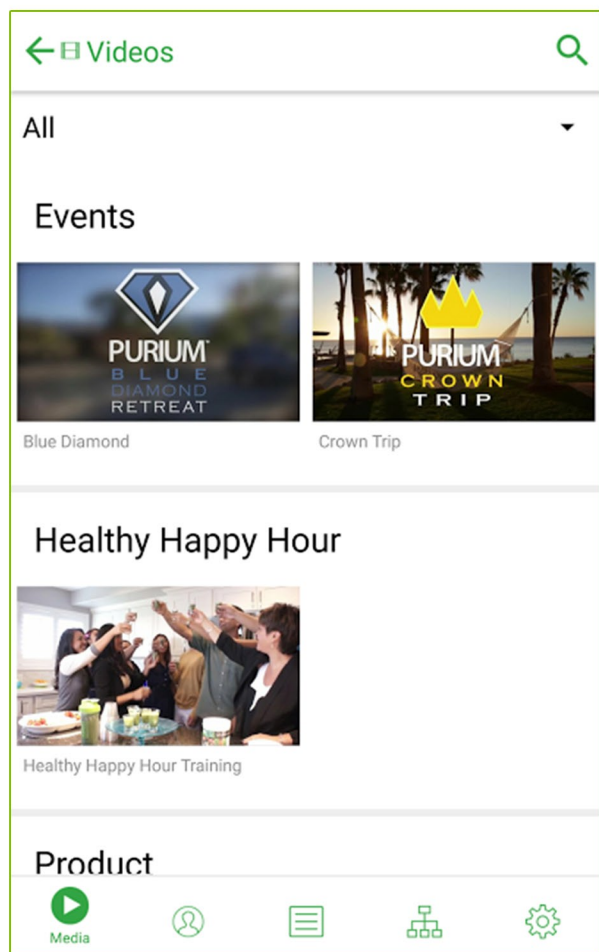 Videos
All
Events
PURIUM™
BLUE
DIAMOND
RETREAT
PURIUM
CROWN
TRIP
Blue Diamond
Crown Trip
Healthy Happy Hour
Healthy Happy Hour Training
Product
Media